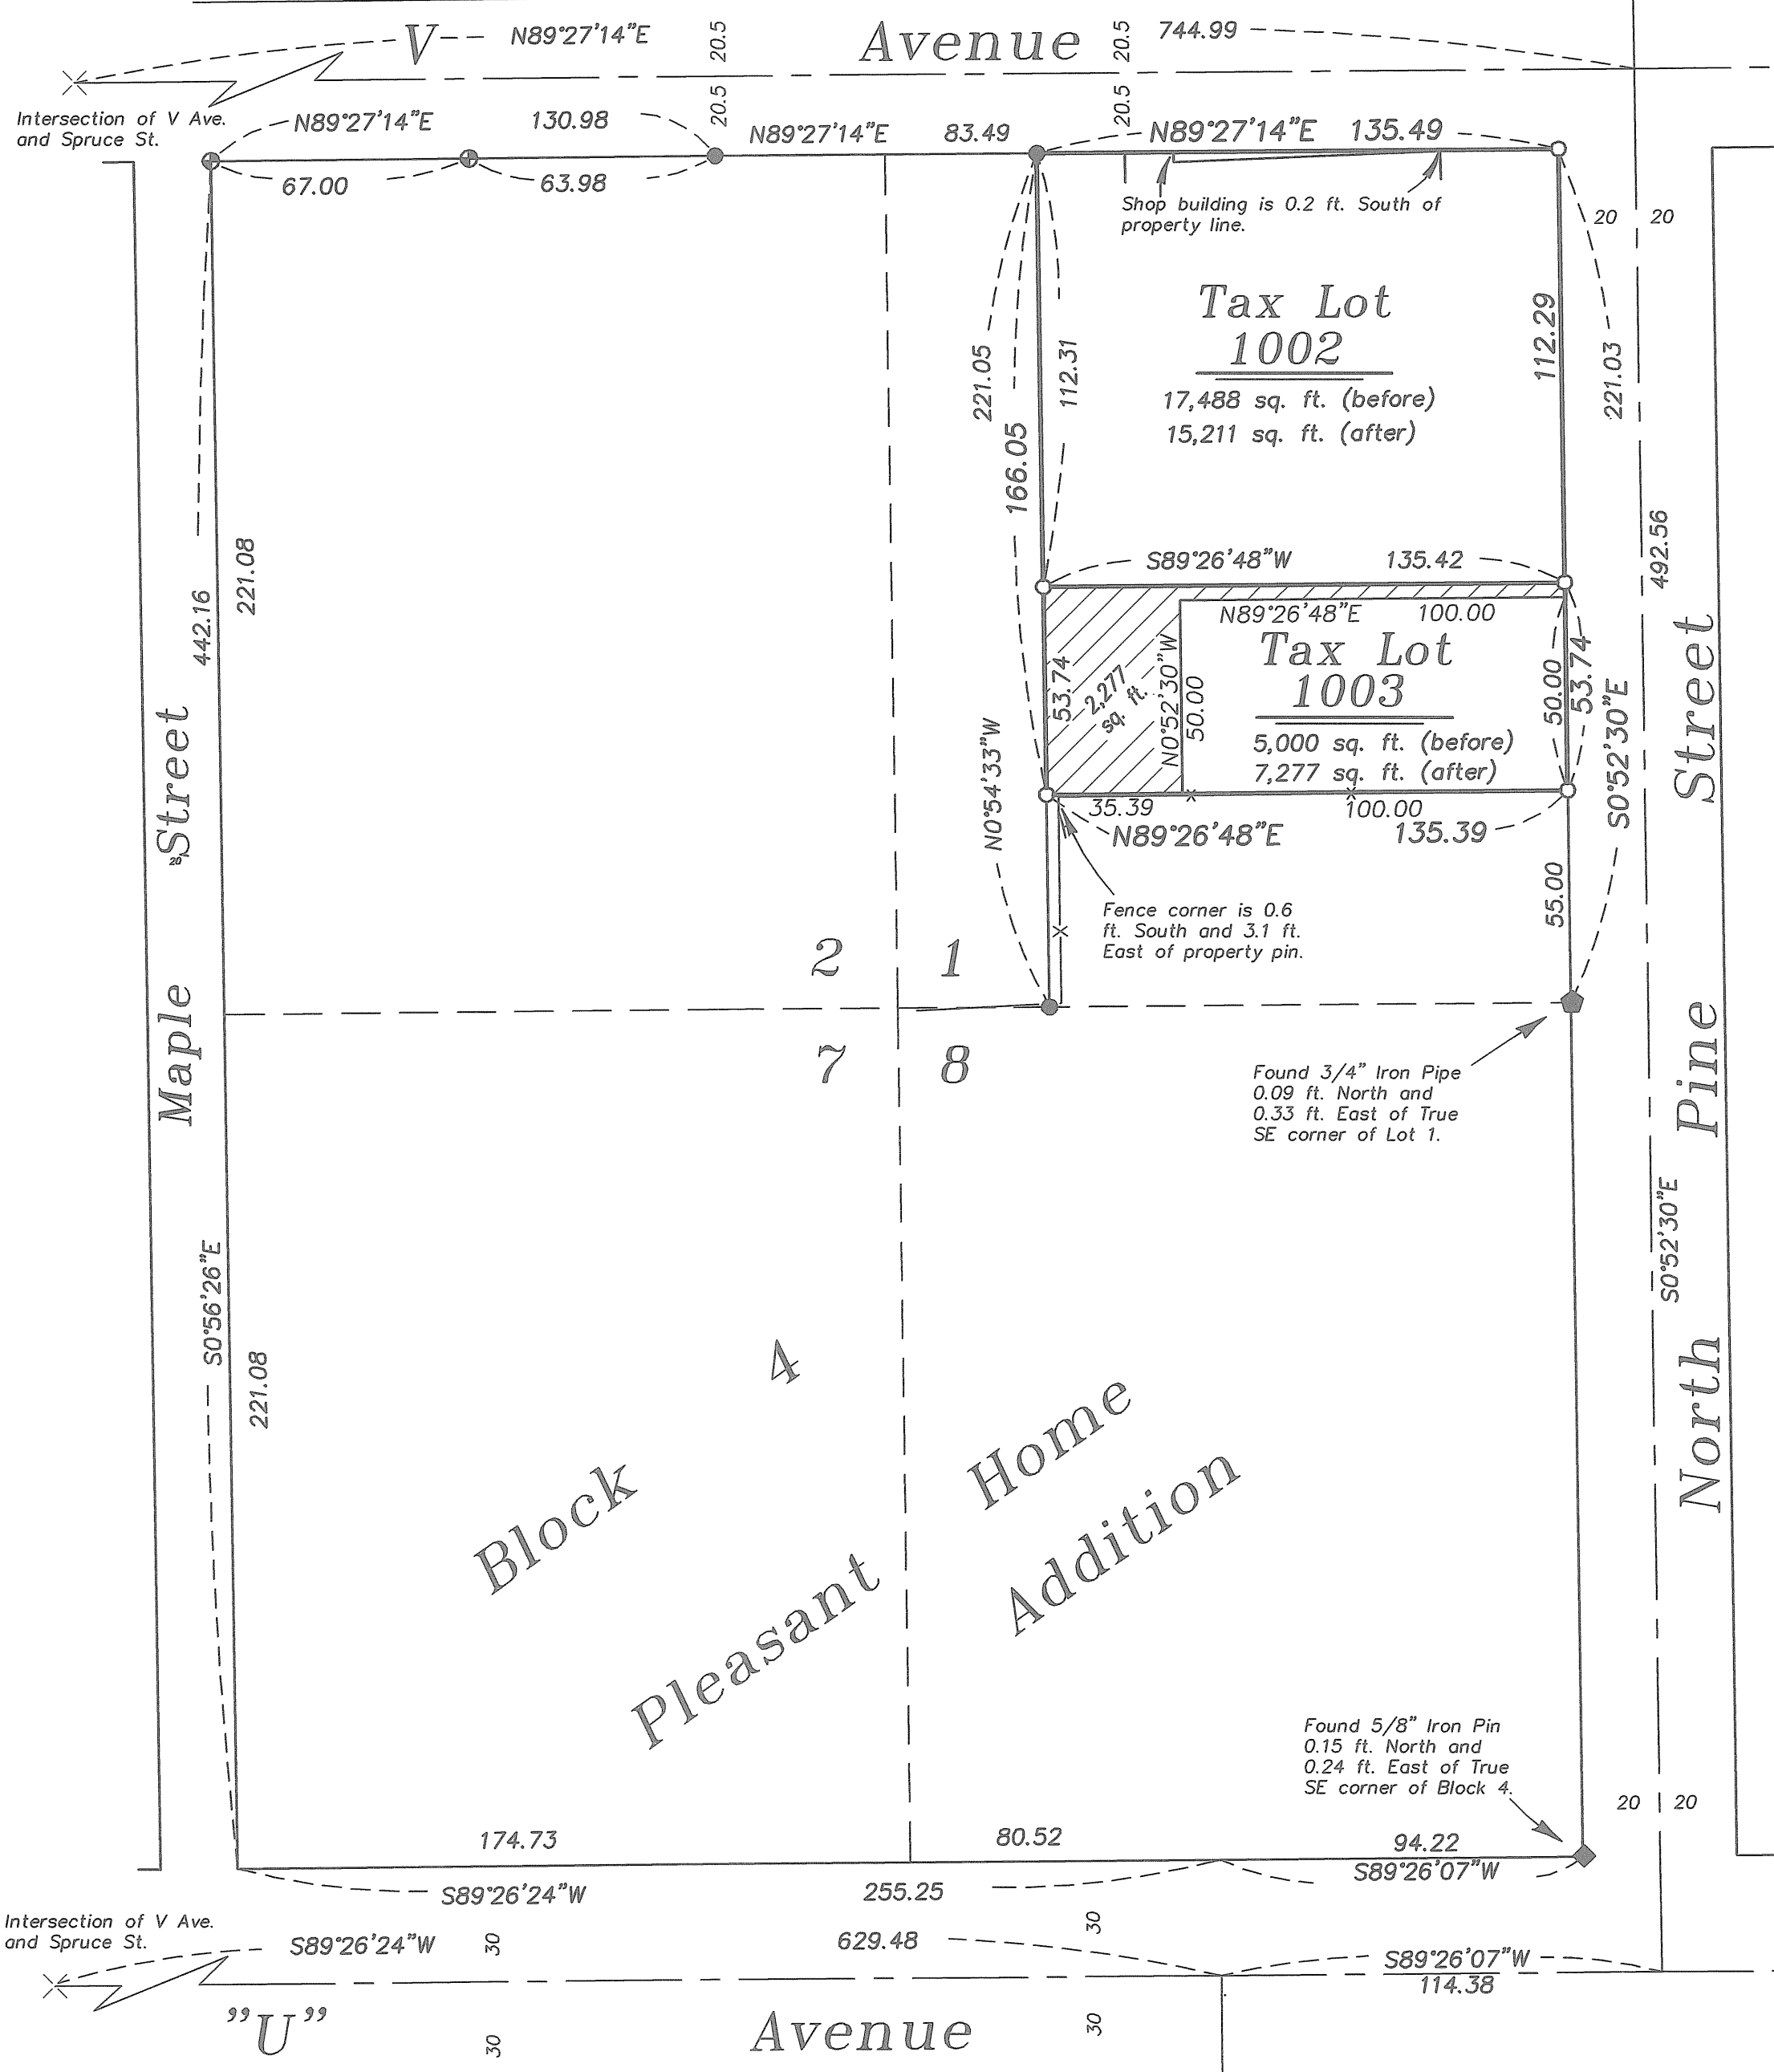 V
N89°27'14"E
20.5
Avenue
20.5
744.99
Intersection of V Ave.
and Spruce St.
N89°27'14"E
130.98
20.5
N89°27'14"E
83.49
20.5
N89°27'14"E
135.49
67.00
63.98
Shop building is 0.2 ft. South of
property line.
20
20
Tax Lot
1002
17,488 sq. ft. (before)
15,211 sq. ft. (after)
221.05
166.05
112.31
112.29
221.03
492.56
442.16
221.08
S89°26'48"W
135.42
N89°26'48"E
100.00
Tax Lot
1003
5,000 sq. ft. (before)
7,277 sq. ft. (after)
53.74
2,277
sq. ft.
N0°52'30"W
50.00
50.00
53.74
S0°52'30"E
35.39
100.00
N89°26'48"E
135.39
N0°54'33"W
55.00
Fence corner is 0.6
ft. South and 3.1 ft.
East of property pin.
Maple Street
20
North Pine Street
2
1
7
8
Found 3/4" Iron Pipe
0.09 ft. North and
0.33 ft. East of True
SE corner of Lot 1.
S0°52'30"E
S0°56'26"E
221.08
Block 4
Pleasant Home
Addition
Found 5/8" Iron Pin
0.15 ft. North and
0.24 ft. East of True
SE corner of Block 4.
20
20
174.73
80.52
94.22
S89°26'24"W
255.25
S89°26'07"W
Intersection of V Ave.
and Spruce St.
S89°26'24"W
30
629.48
30
S89°26'07"W
114.38
"U"
30
Avenue
30